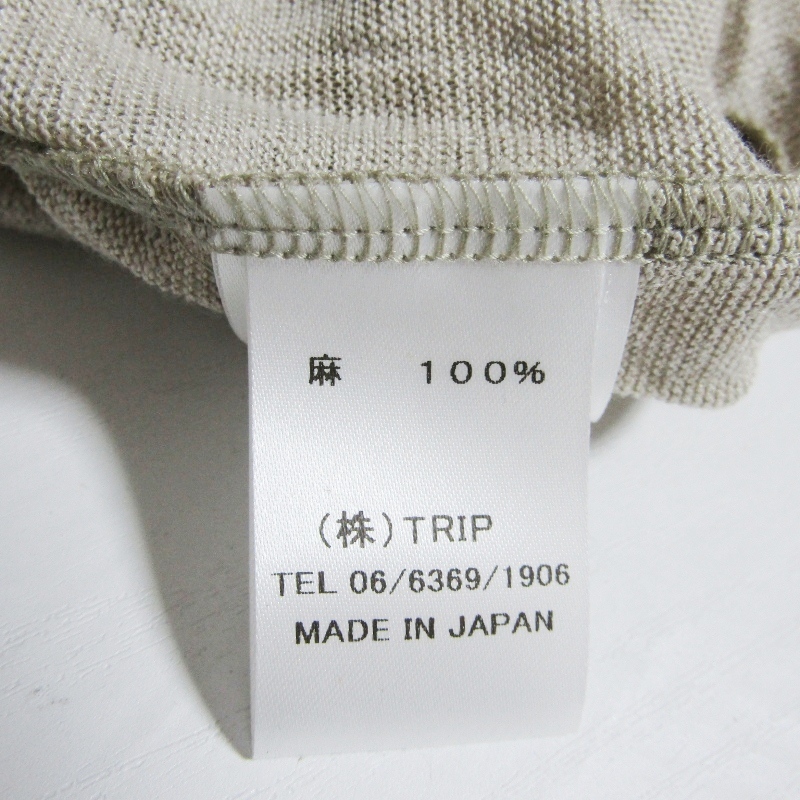 麻　１００％
(株)TRIP
TEL 06/6369/1906
MADE IN JAPAN